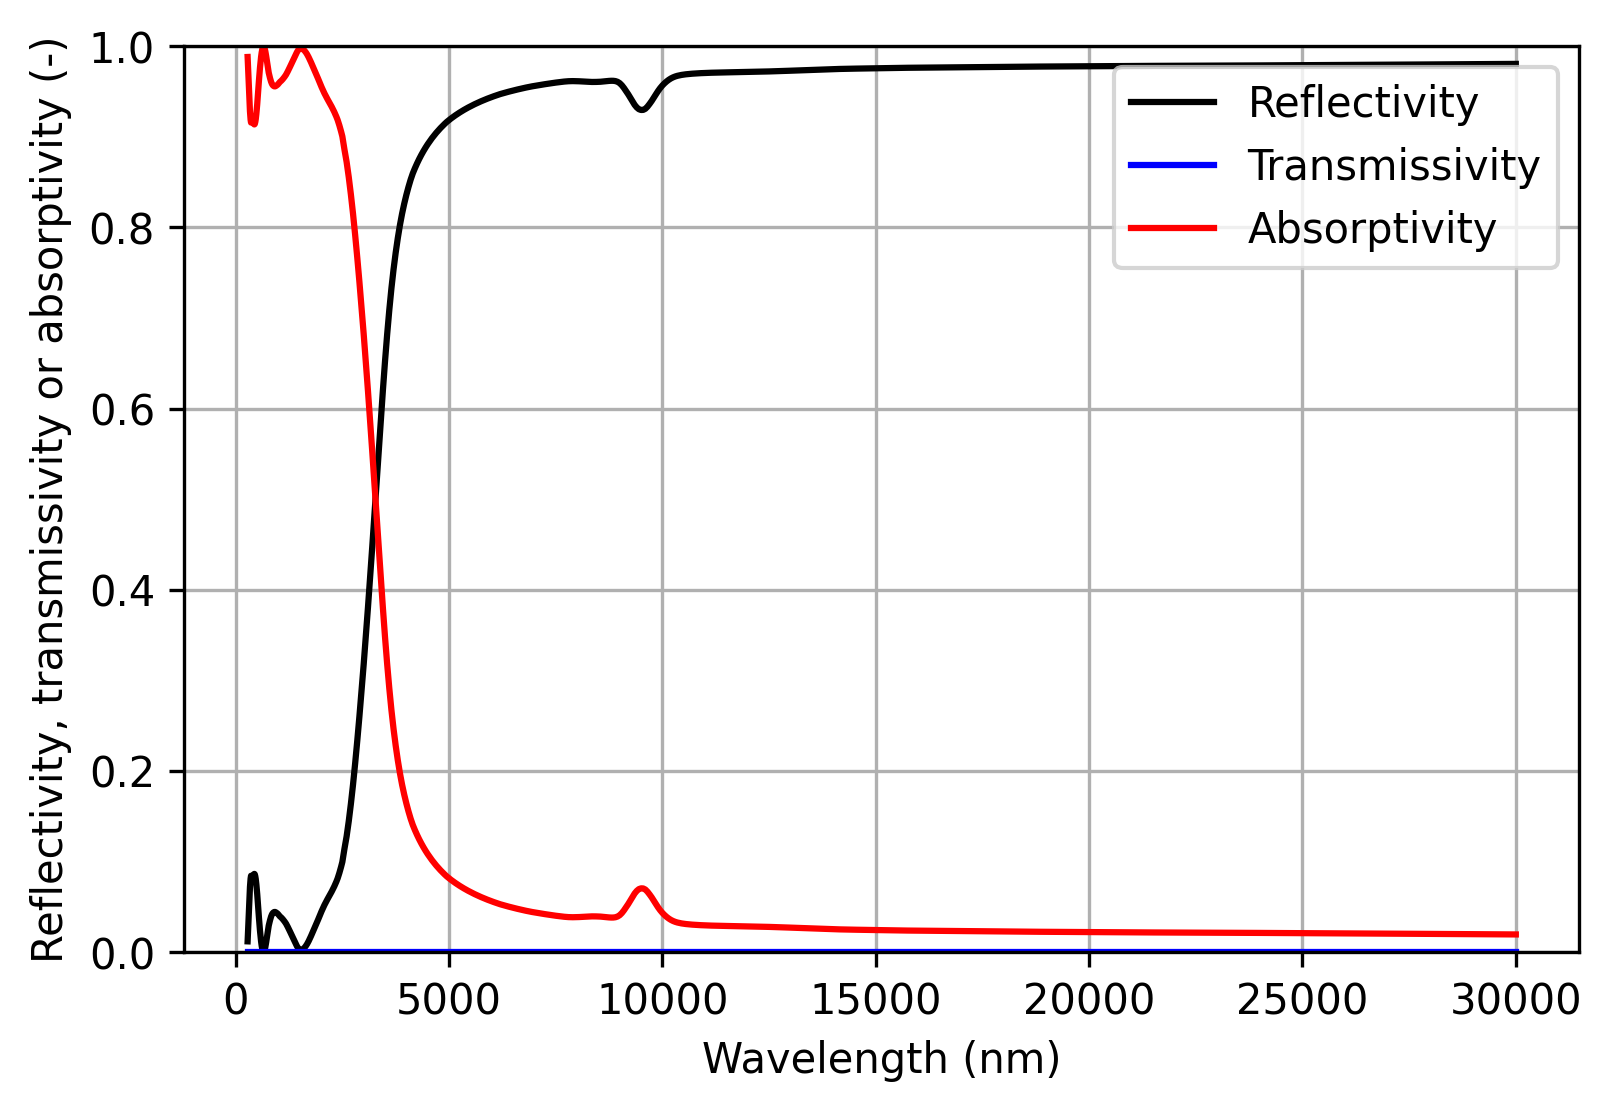 Reflectivity, transmissivity or absorptivity (-)
1.0
0.8
0.6
0.4
0.2
0.0
Reflectivity
Transmissivity
Absorptivity
0 5000 10000 15000 20000 25000 30000
Wavelength (nm)